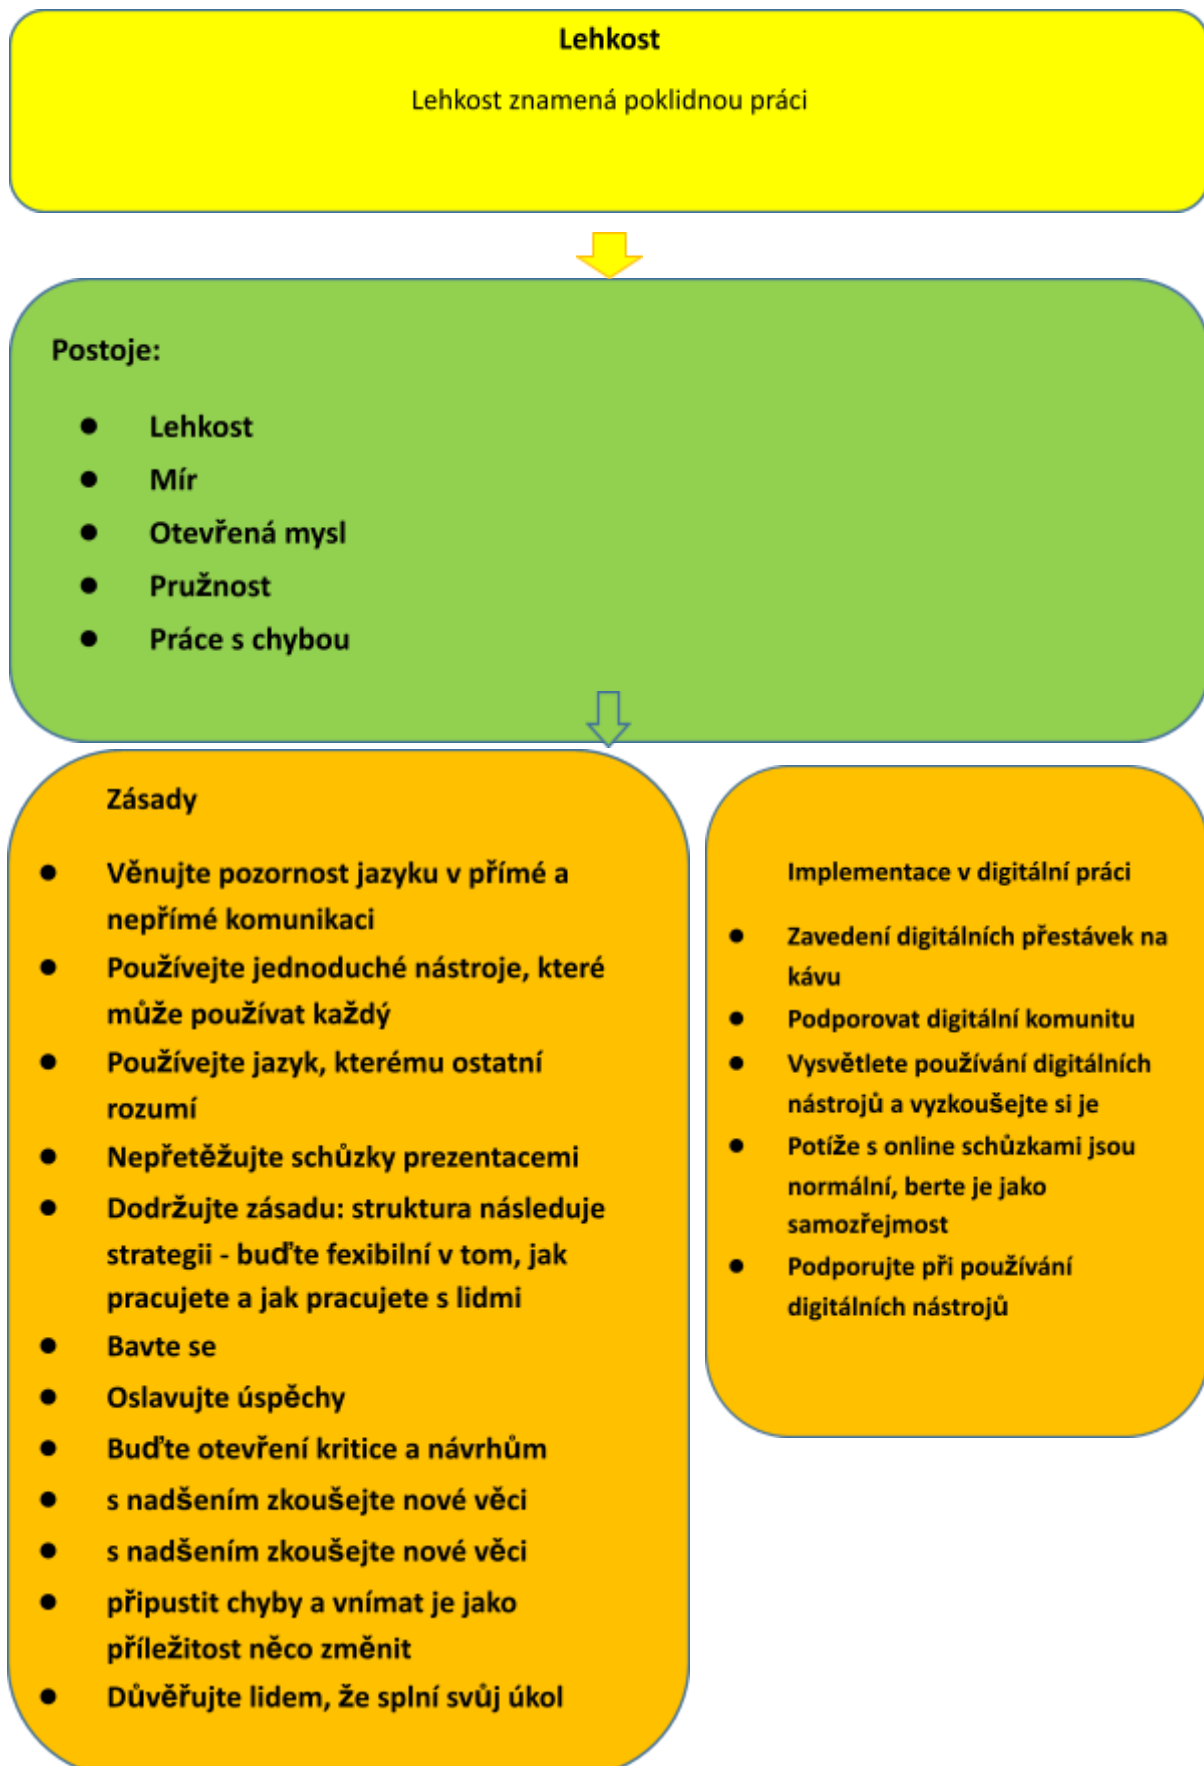 Lehkost
Lehkost znamená poklidnou práci
Postoje:
● Lehkost
● Mír
● Otevřená mysl
● Pružnost
● Práce s chybou
Zásady
● Věnujte pozornost jazyku v přímé a
nepřímé komunikaci
● Používejte jednoduché nástroje, které
může používat každý
● Používejte jazyk, kterému ostatní
rozumí
● Nepřetěžujte schůzky prezentacemi
● Dodržujte zásadu: struktura následuje
strategii - buďte fexibilní v tom, jak
pracujete a jak pracujete s lidmi
● Bavte se
● Oslavujte úspěchy
● Buďte otevření kritice a návrhům
● s nadšením zkoušejte nové věci
● s nadšením zkoušejte nové věci
● připustit chyby a vnímat je jako
příležitost něco změnit
● Důvěřujte lidem, že splní svůj úkol
Implementace v digitální práci
● Zavedení digitálních přestávek na
kávu
● Podporovat digitální komunitu
● Vysvětlete používání digitálních
nástrojů a vyzkoušejte si je
● Potíže s online schůzkami jsou
normální, berte je jako
samozřejmost
● Podporujte při používání
digitálních nástrojů